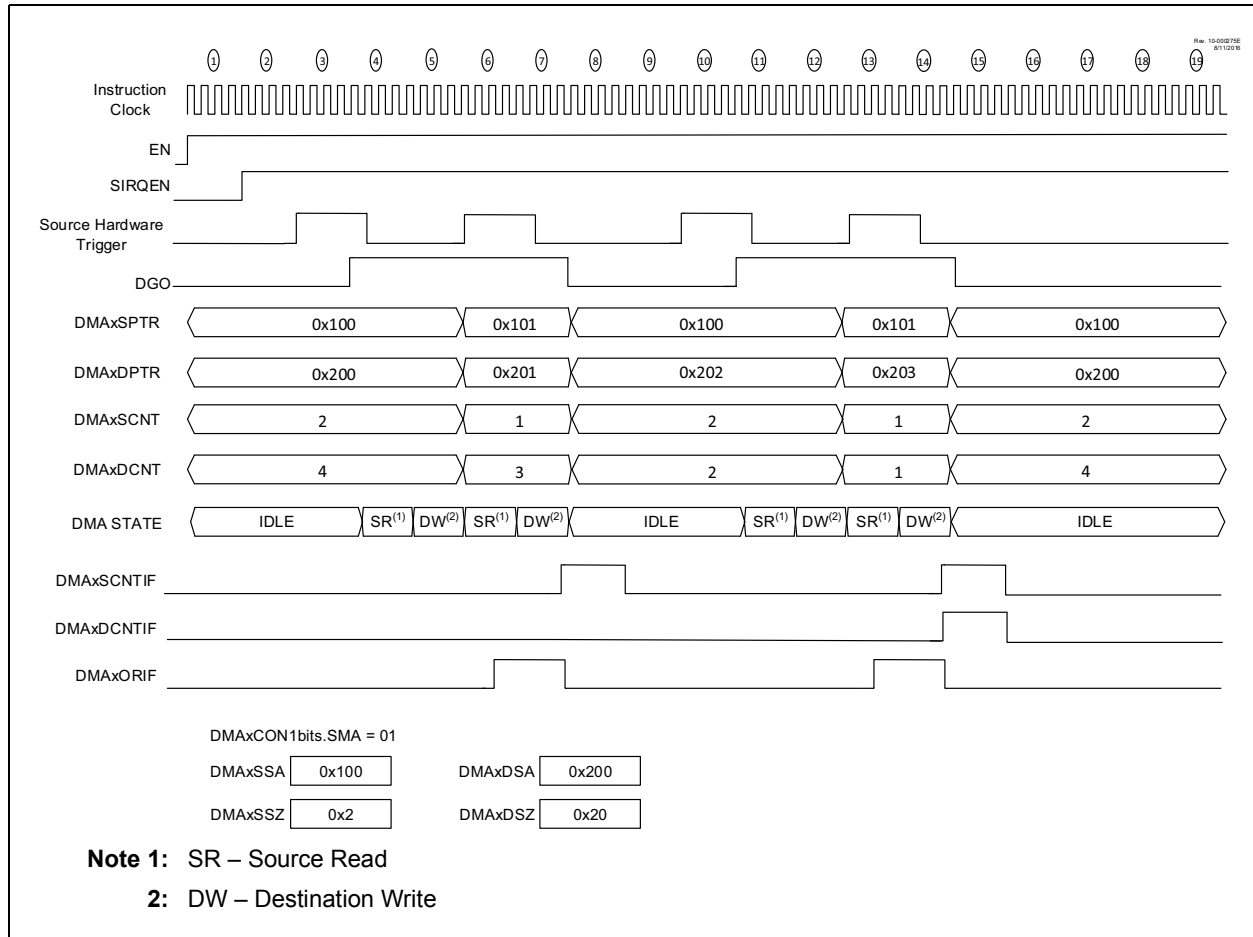 Rev. 10-000275E
8/11/2016
1 2 3 4 5 6 7 8 9 10 11 12 13 14 15 16 17 18 19
Instruction
Clock
EN
SIRQEN
Source Hardware
Trigger
DGO
DMAxSPTR 0x100 0x101 0x100 0x101 0x100
DMAxDPTR 0x200 0x201 0x202 0x203 0x200
DMAxSCNT 2 1 2 1 2
DMAxDCNT 4 3 2 1 4
DMA STATE IDLE SR(1) DW(2) SR(1) DW(2) IDLE SR(1) DW(2) SR(1) DW(2) IDLE
DMAxSCNTIF
DMAxDCNTIF
DMAxORIF
DMAxCON1bits.SMA = 01
DMAxSSA 0x100 DMAxDSA 0x200
DMAxSSZ 0x2 DMAxDSZ 0x20
Note 1: SR – Source Read
2: DW – Destination Write